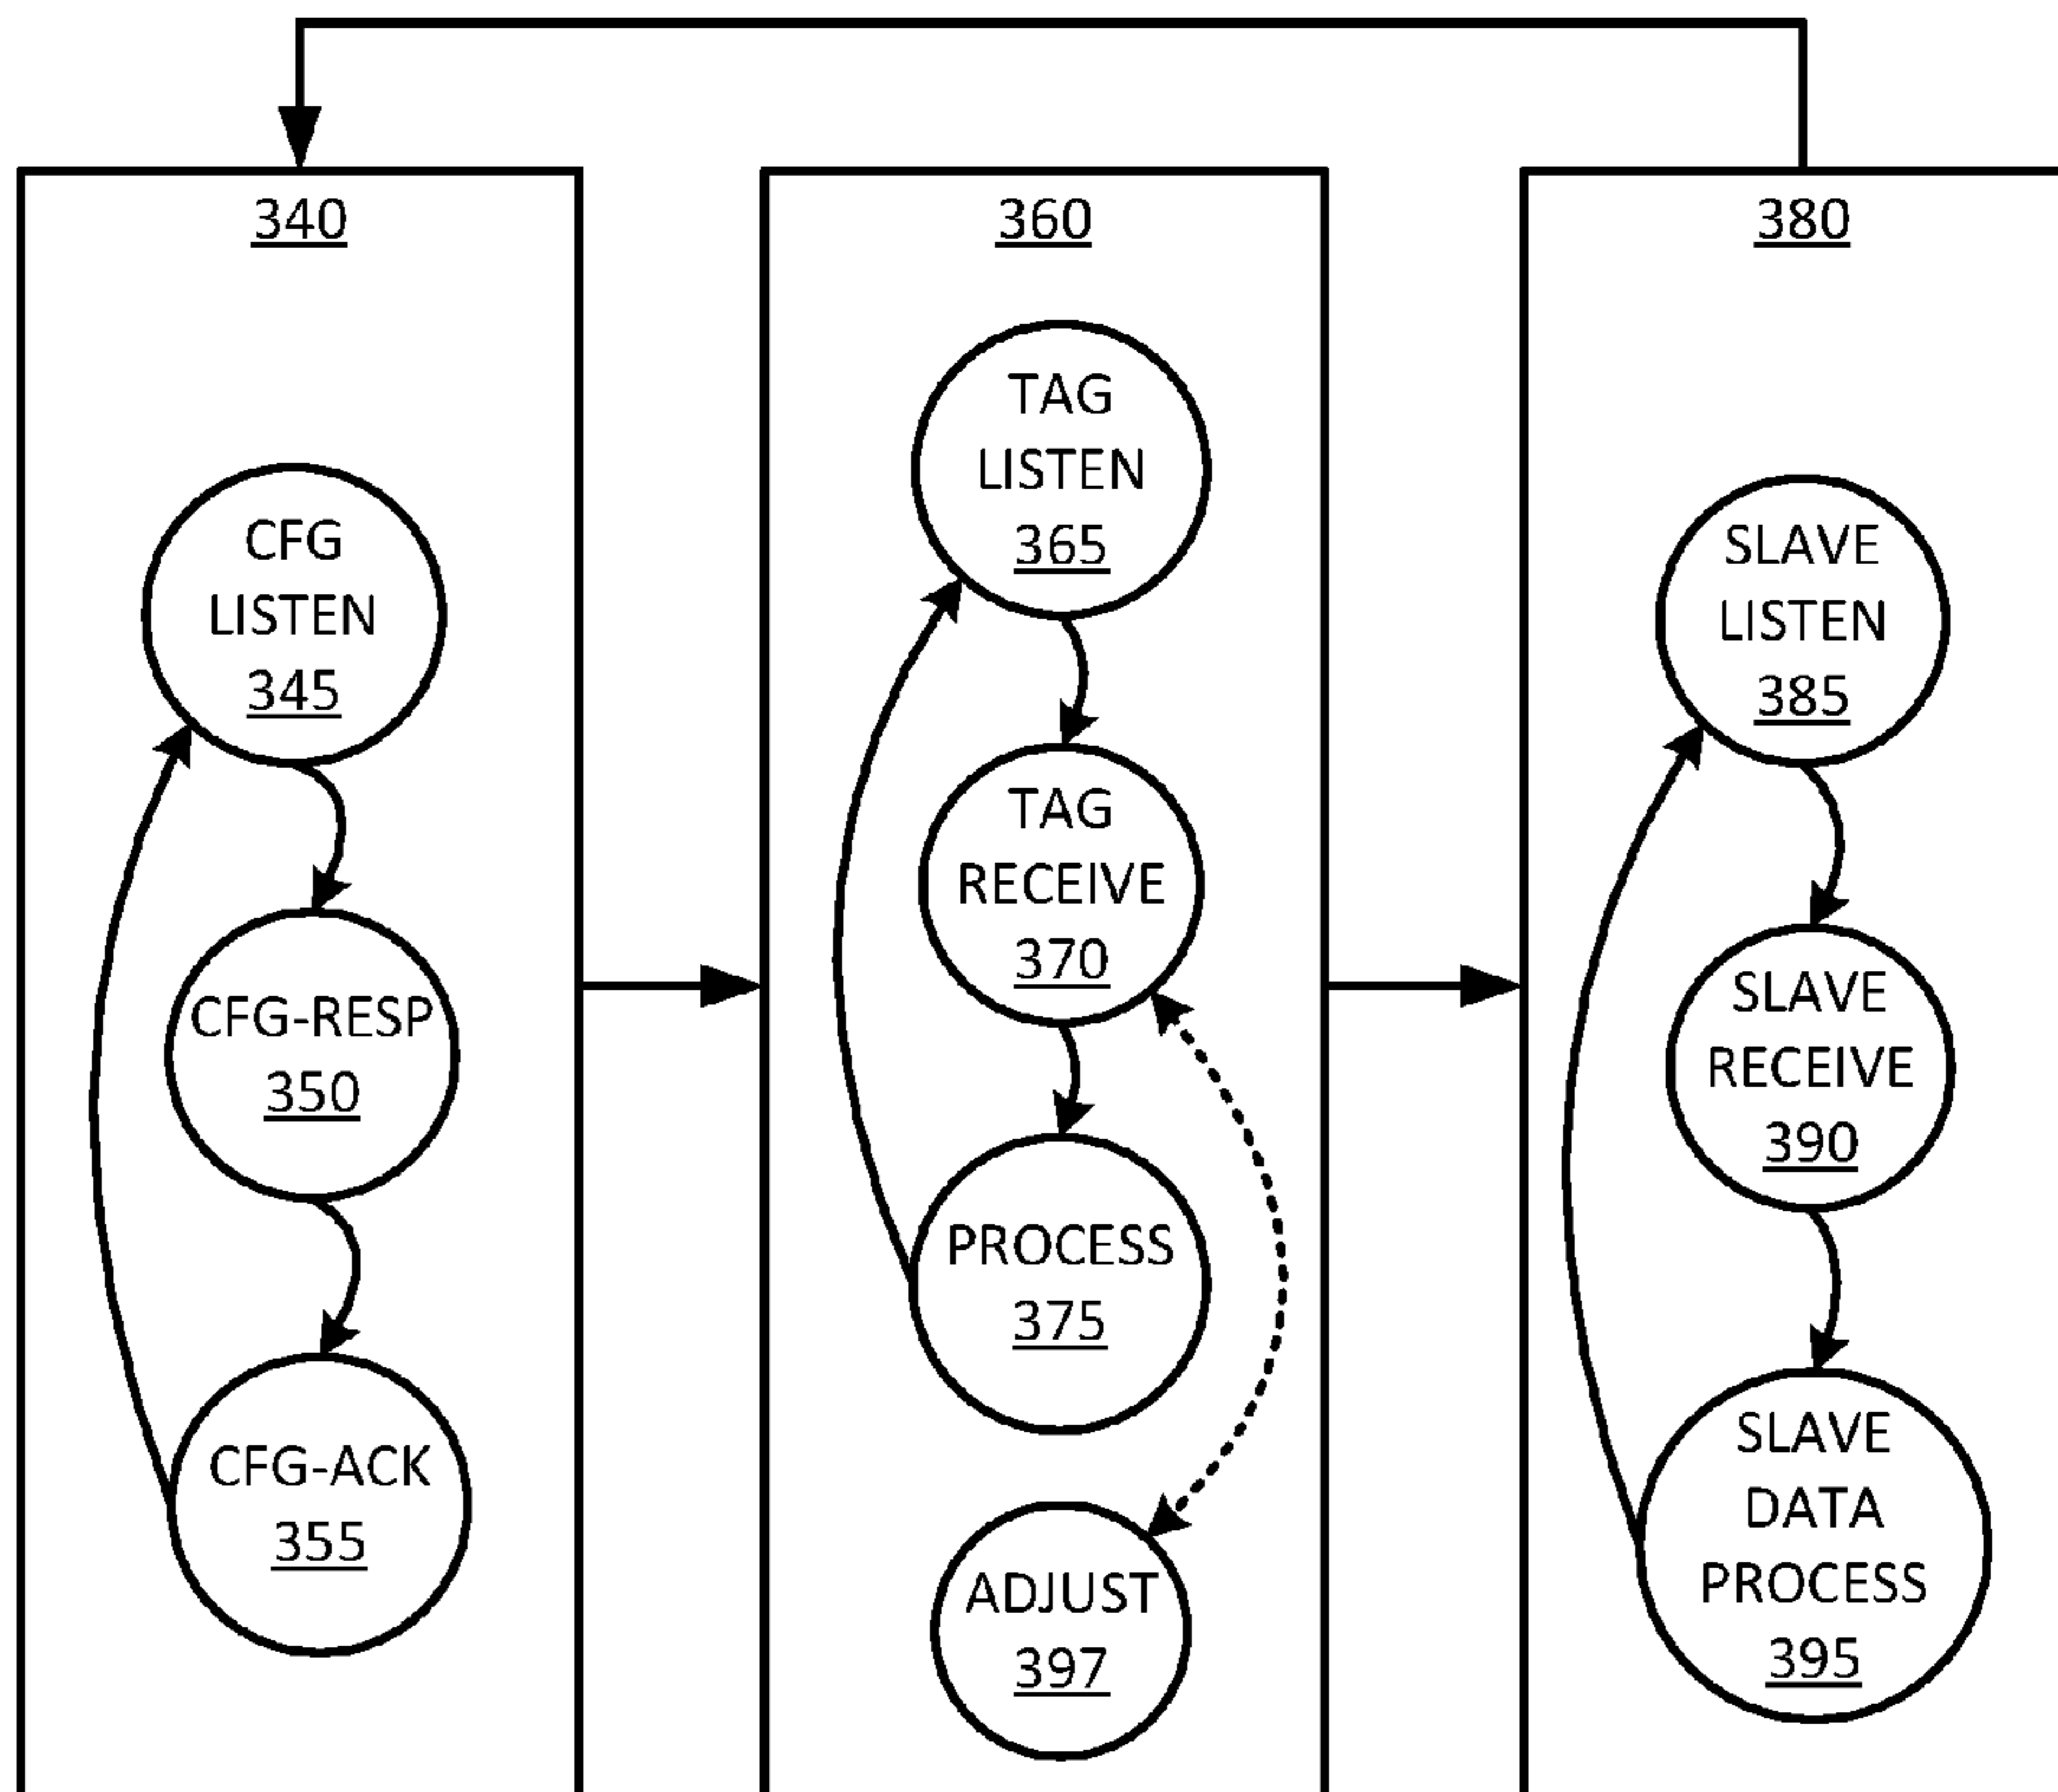 340
CFG
LISTEN
345
CFG-RESP
350
CFG-ACK
355
360
TAG
LISTEN
365
TAG
RECEIVE
370
PROCESS
375
ADJUST
397
380
SLAVE
LISTEN
385
SLAVE
RECEIVE
390
SLAVE
DATA
PROCESS
395